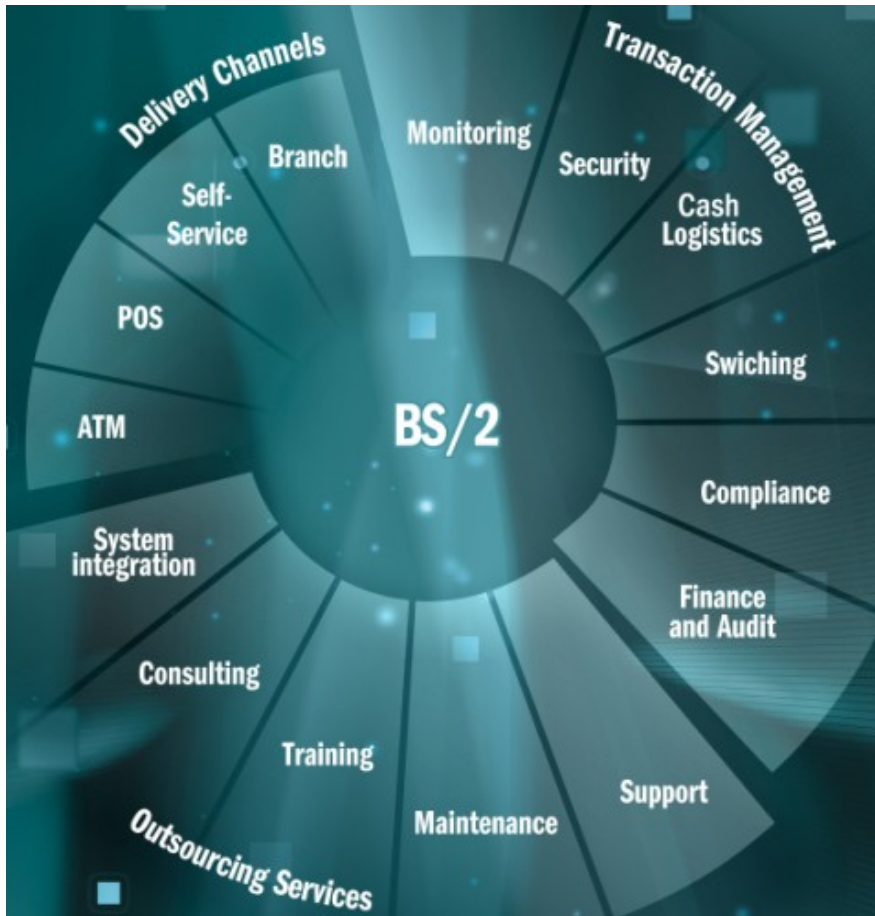 Delivery Channels
Branch
Self-
Service
POS
ATM
Transaction Management
Monitoring
Security
Cash
Logistics
Swiching
Compliance
Finance
and Audit
BS/2
System
integration
Consulting
Training
Maintenance
Support
Outsourcing Services